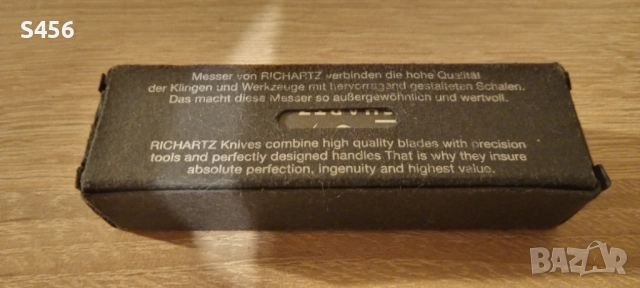 S456
Messer von RICHARTZ verbinden die hohe Qualität
der Klingen und Werkzeuge mit hervorragend gestalteten Schalen.
Das macht diese Messer so außergewöhnlich und wertvoll.
RICHARTZ Knives combine high quality blades with precision
tools and perfectly designed handles That is why they insure
absolute perfection, ingenuity and highest value.
BAZAR